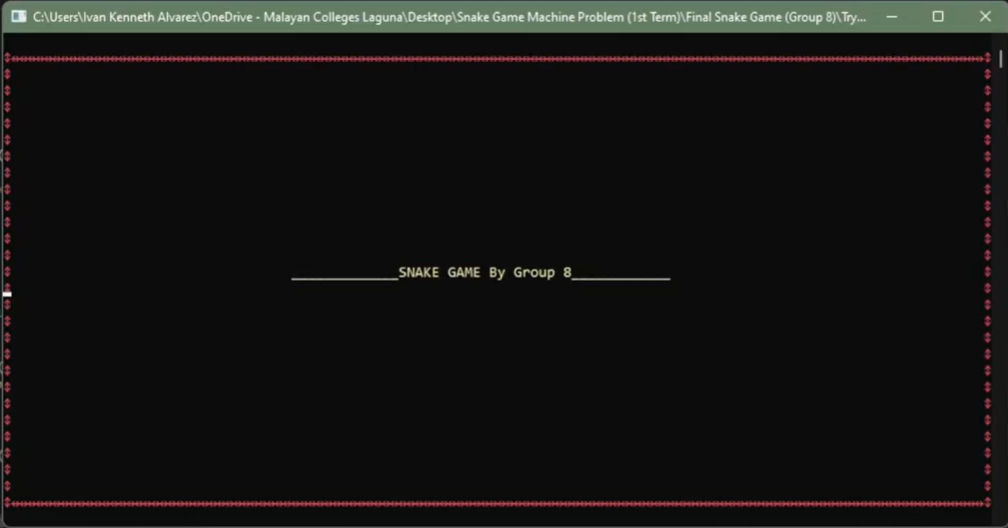 C:\Users\Ivan Kenneth Alvarez\OneDrive - Malayan Colleges Laguna\Desktop\Snake Game Machine Problem (1st Term)\Final Snake Game (Group 8)\Try...
_____________SNAKE GAME By Group 8____________